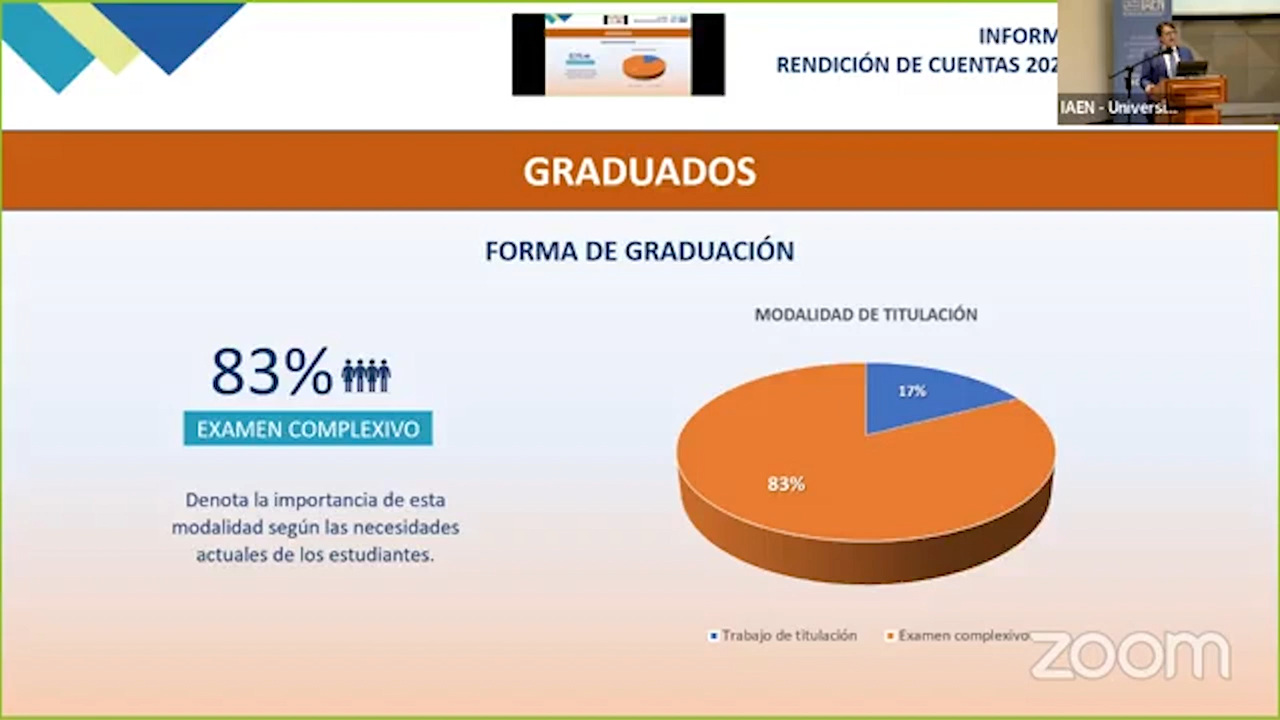 INFORM
RENDICIÓN DE CUENTAS 202
IAEN
IAEN - Universi...
GRADUADOS
FORMA DE GRADUACIÓN
MODALIDAD DE TITULACIÓN
83%
EXAMEN COMPLEXIVO
Denota la importancia de esta
modalidad según las necesidades
actuales de los estudiantes.
17%
83%
Trabajo de titulación
Examen complexivo
zoom